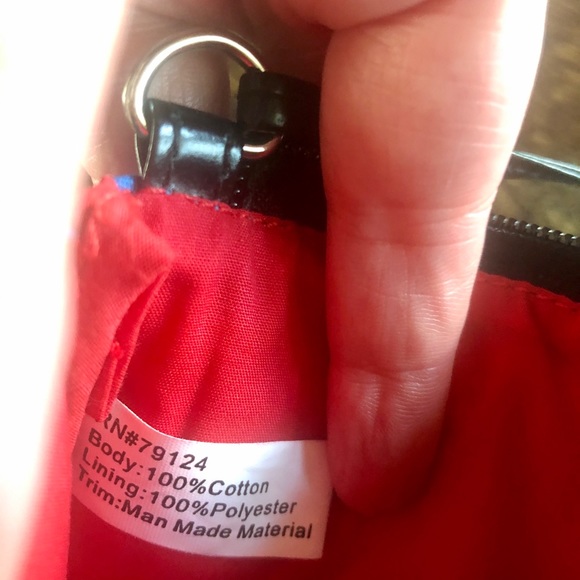 RN#79124
Body:100%Cotton
Lining:100%Polyester
Trim:Man Made Material